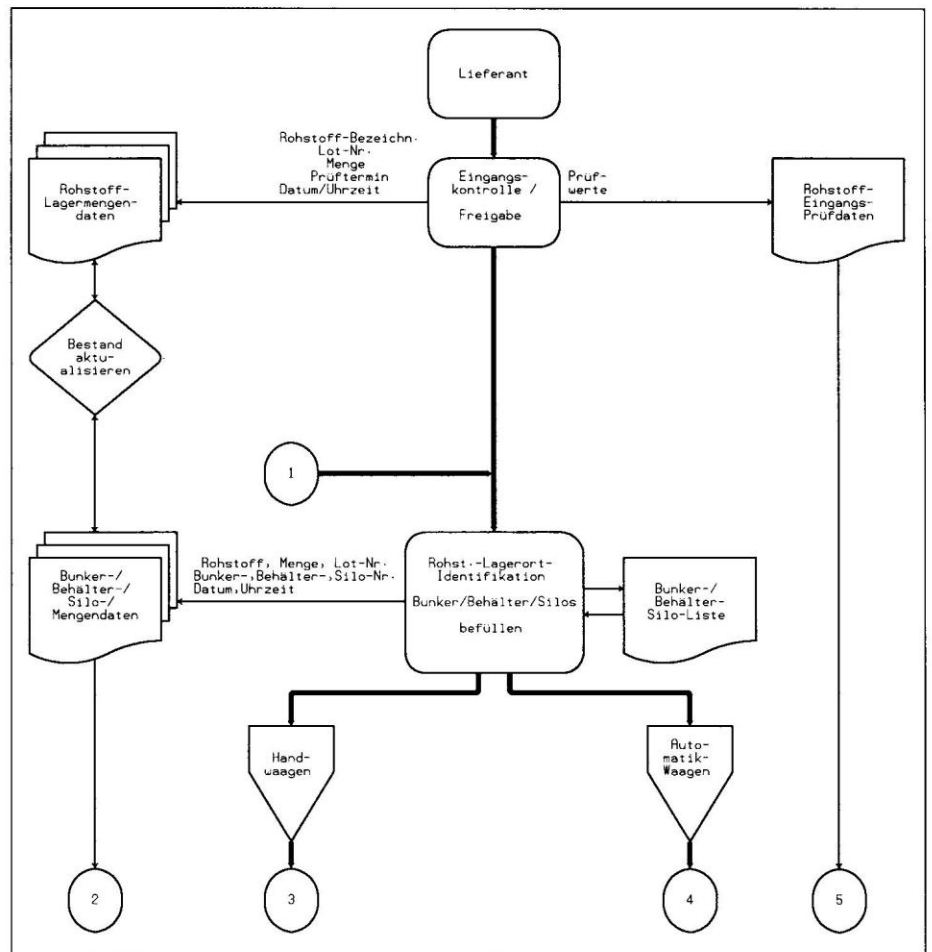 Lieferant
Rohstoff-Bezeichn.
Lot-Nr.
Menge
Prüftermin
Datum/Uhrzeit
Rohstoff-
Lagermengen-
daten
Eingangs-
kontrolle /
Freigabe
Prüf-
werte
Rohstoff-
Eingangs-
Prüfdaten
Bestand
aktu-
alisieren
1
Rohstoff, Menge, Lot-Nr.
Bunker-,Behälter-,Silo-Nr.
Datum,Uhrzeit
Bunker-/
Behälter-/
Silo-/
Mengendaten
Rohst.-Lagerort-
Identifikation
Bunker/Behälter/Silos
befüllen
Bunker-/
Behälter-
Silo-Liste
Hand-
waagen
Auto-
matik-
Waagen
2
3
4
5